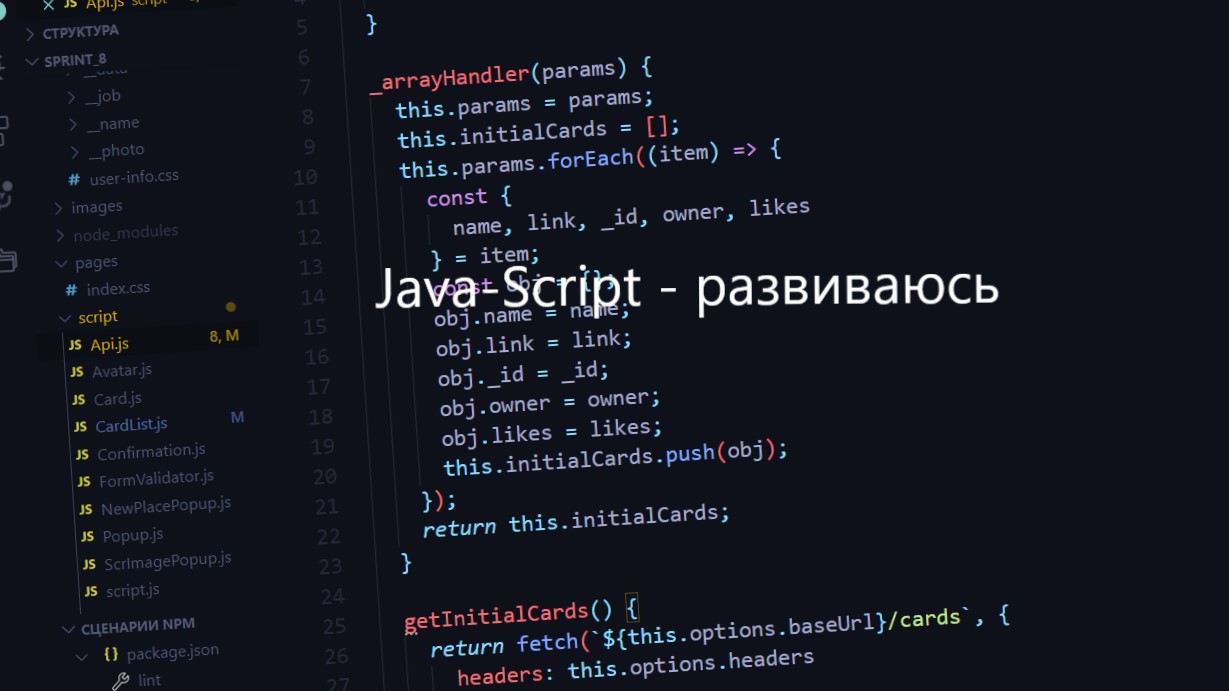 Api.js script
СТРУКТУРА
SPRINT_8
__data
__job
__name
__photo
# user-info.css
images
node_modules
pages
# index.css
script
JS Api.js 8, M
JS Avatar.js
JS Card.js
JS CardList.js M
JS Confirmation.js
JS FormValidator.js
JS NewPlacePopup.js
JS Popup.js
JS ScrImagePopup.js
JS script.js
СЦЕНАРИИ NPM
{} package.json
lint
5 }
6
7 _arrayHandler(params) {
8 this.params = params;
9 this.initialCards = [];
10 this.params.forEach((item) => {
11 const {
12 name, link, _id, owner, likes
13 } = item;
14 const obj = {};
15 obj.name = name;
16 obj.link = link;
17 obj._id = _id;
18 obj.owner = owner;
19 obj.likes = likes;
20 this.initialCards.push(obj);
21 });
22 return this.initialCards;
23 }
24
25 getInitialCards() {
26 return fetch(`${this.options.baseUrl}/cards`, {
27 headers: this.options.headers
Java-Script - развиваюсь